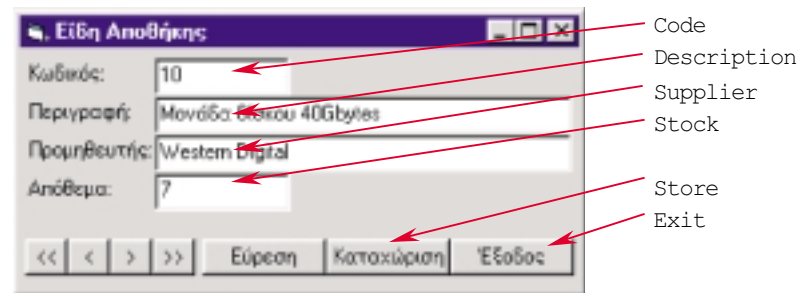 Είδη Αποθήκης
Code
Κωδικός: 10
Description
Περιγραφή: Μονάδα δίσκου 40Gbytes
Supplier
Προμηθευτής: Western Digital
Stock
Απόθεμα: 7
Store
Exit
<< < > >> Εύρεση Καταχώριση Έξοδος